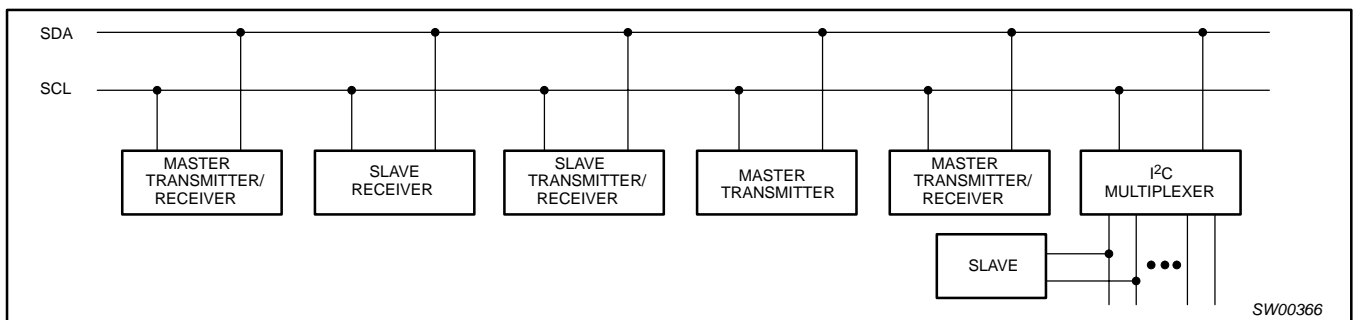 SDA
SCL
MASTER
TRANSMITTER/
RECEIVER
SLAVE
RECEIVER
SLAVE
TRANSMITTER/
RECEIVER
MASTER
TRANSMITTER
MASTER
TRANSMITTER/
RECEIVER
I²C
MULTIPLEXER
SLAVE
SW00366